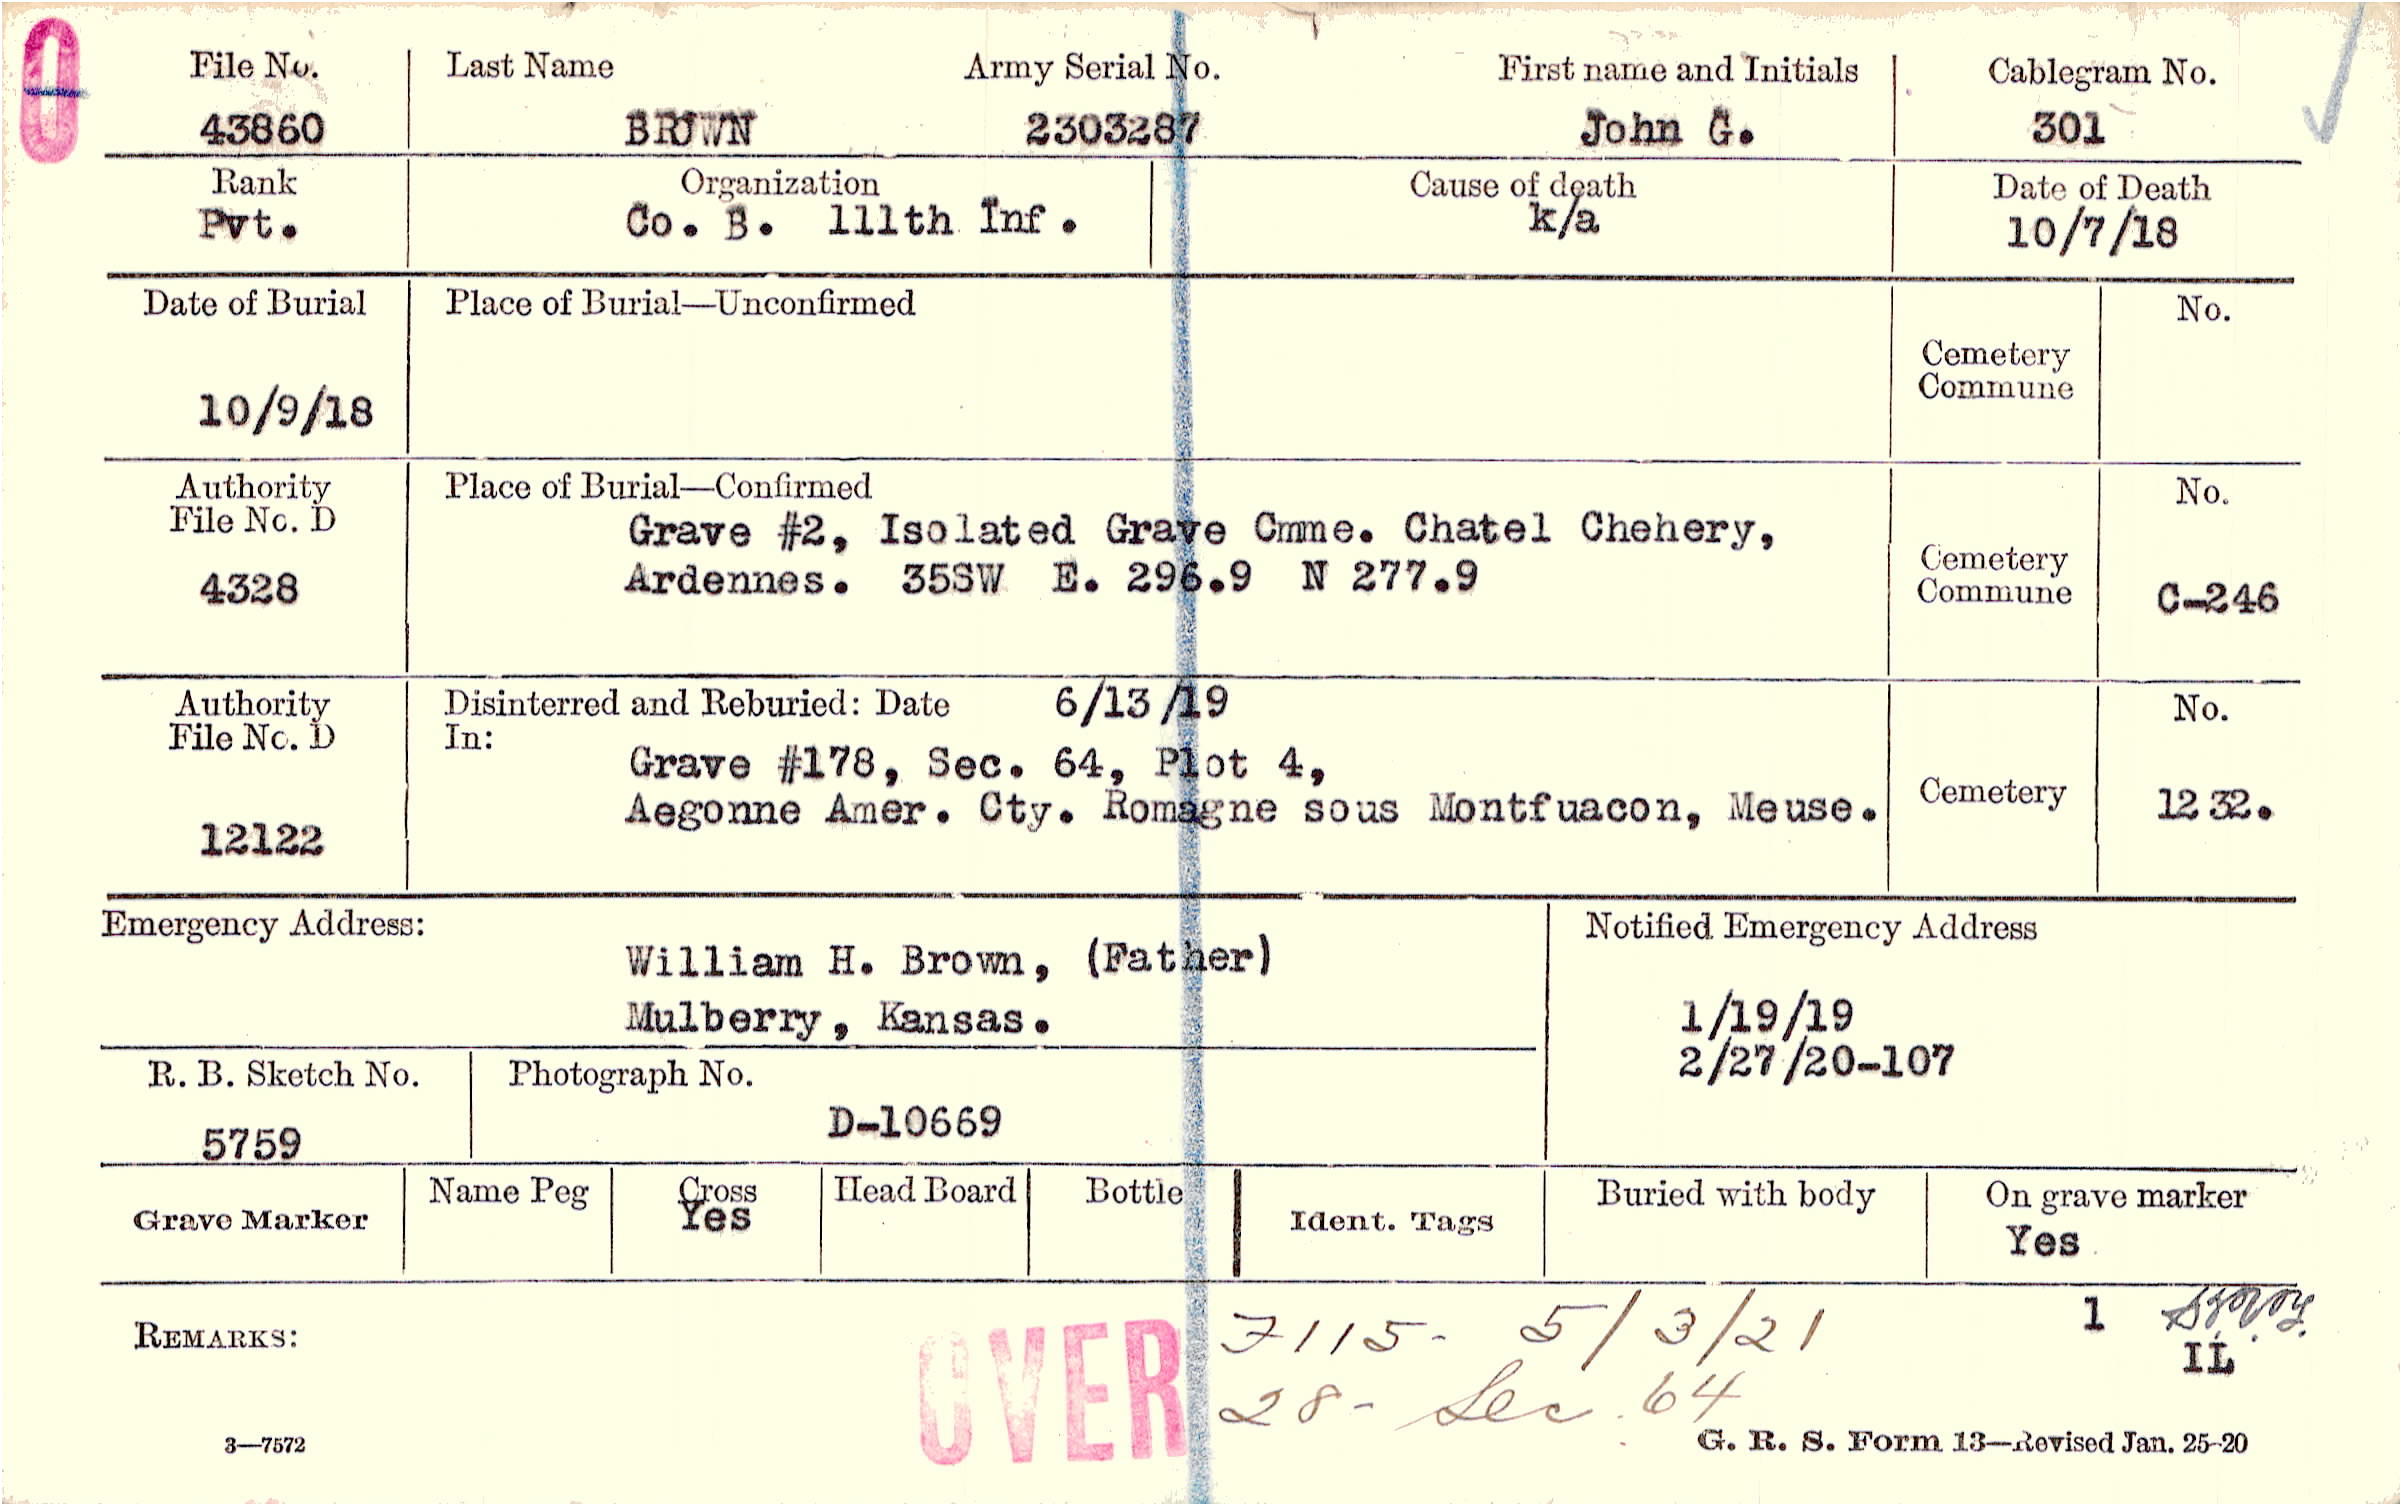 File No. Last Name Army Serial No. First name and Initials Cablegram No.
43860 BROWN 2303287 John G. 301
Rank Organization Cause of death Date of Death
Pvt. Co. B. 111th Inf. k/a 10/7/18
Date of Burial Place of Burial—Unconfirmed No.
Cemetery
Commune
10/9/18
Authority Place of Burial—Confirmed No.
File No. D
Grave #2, Isolated Grave Cmne. Chatel Chehery,
Ardennes. 35SW E. 296.9 N 277.9
4328
Cemetery
Commune
C-246
Authority Disinterred and Reburied: Date 6/13/19 No.
File No. D In:
Grave #178, Sec. 64, Plot 4,
Aegonne Amer. Cty. Romagne sous Montfuacon, Meuse.
12122
Cemetery
1232.
Emergency Address: Notified Emergency Address
William H. Brown, (Father)
Mulberry, Kansas.
1/19/19
2/27/20-107
R. B. Sketch No. Photograph No.
5759 D-10669
Grave Marker Name Peg Cross Head Board Bottle Ident. Tags Buried with body On grave marker
Yes Yes
REMARKS:
OVER
7115- 5/3/21
28- Sec. 64
1
IL
3—7572 G. R. S. Form 13—Revised Jan. 25-20